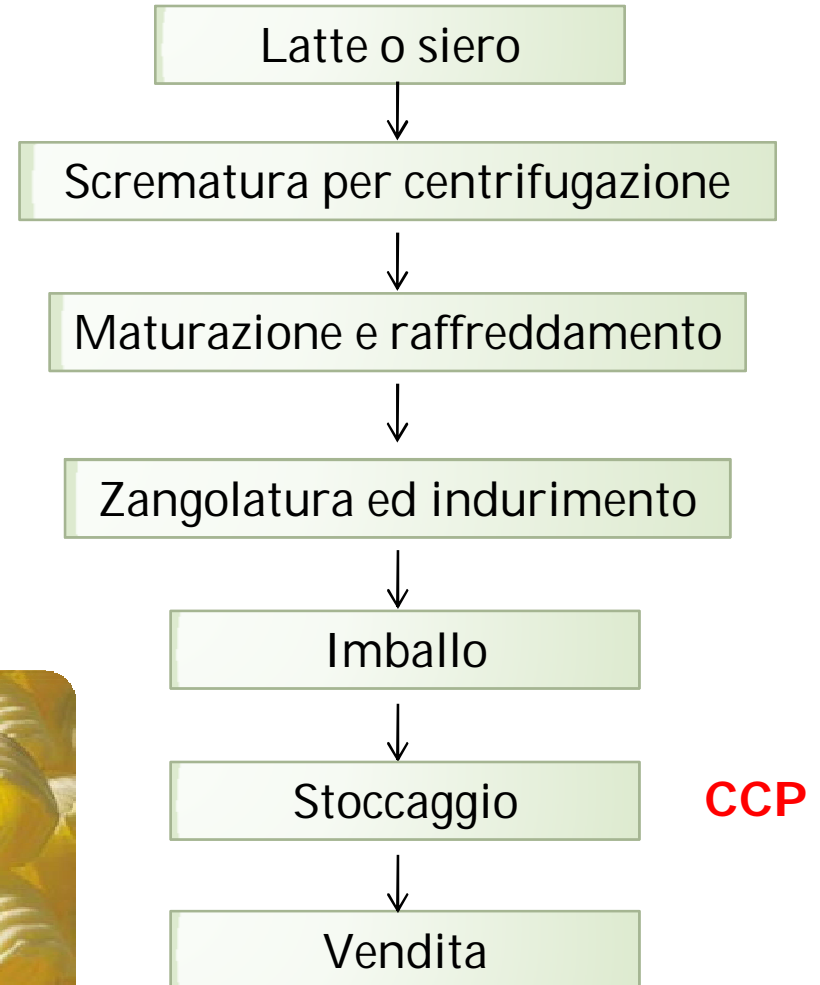 Latte o siero
Scrematura per centrifugazione
Maturazione e raffreddamento
Zangolatura ed indurimento
Imballo
Stoccaggio
CCP
Vendita